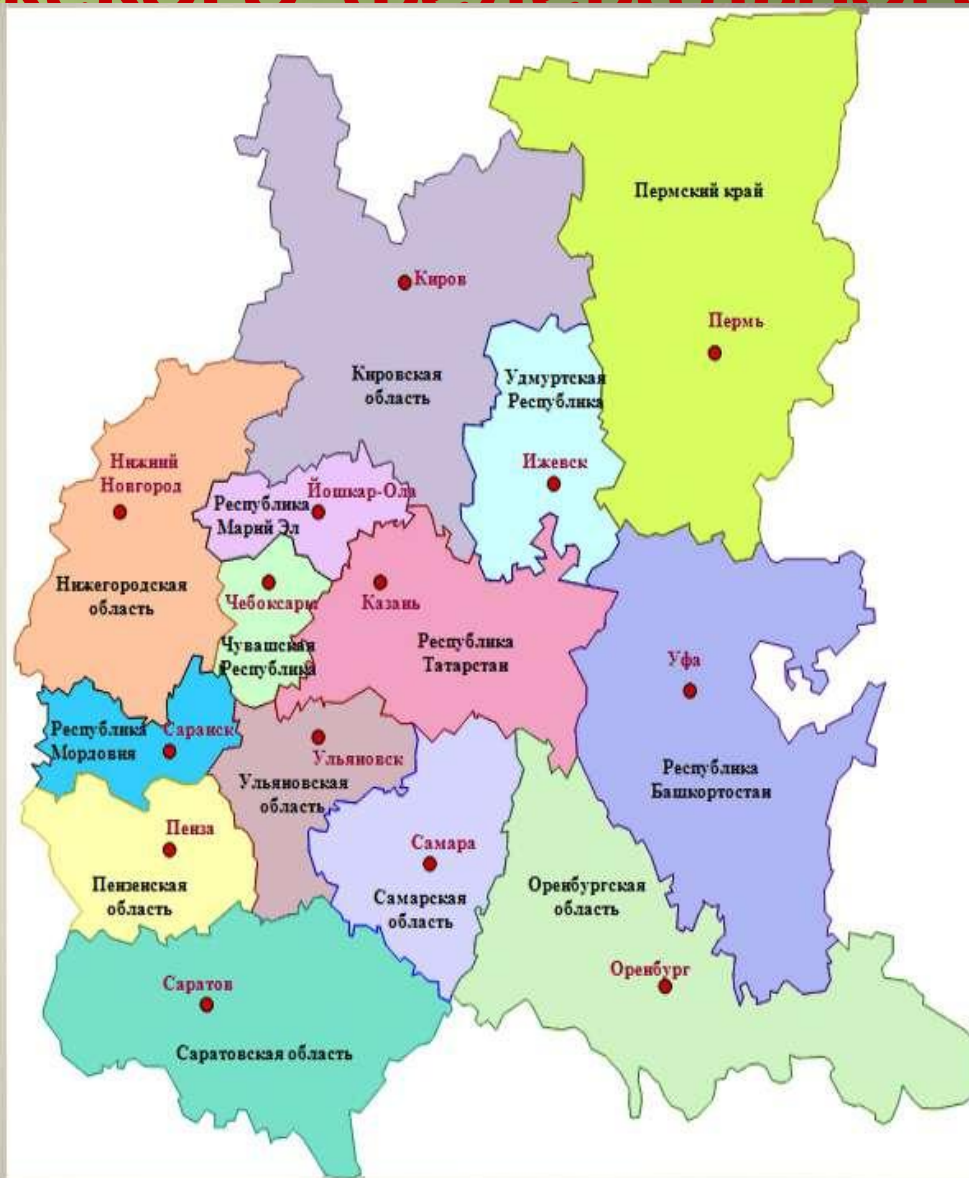 Пермский край
Киров
Пермь
Кировская
область
Удмуртская
Республика
Нижний
Новгород
Ижевск
Йошкар-Ола
Республика
Марий Эл
Нижегородская
область
Чебоксары
Казань
Чувашская
Республика
Республика
Татарстан
Уфа
Республика
Мордовия
Саранск
Ульяновск
Ульяновская
область
Республика
Башкортостан
Пенза
Самара
Пензенская
область
Самарская
область
Оренбургская
область
Саратов
Оренбург
Саратовская область